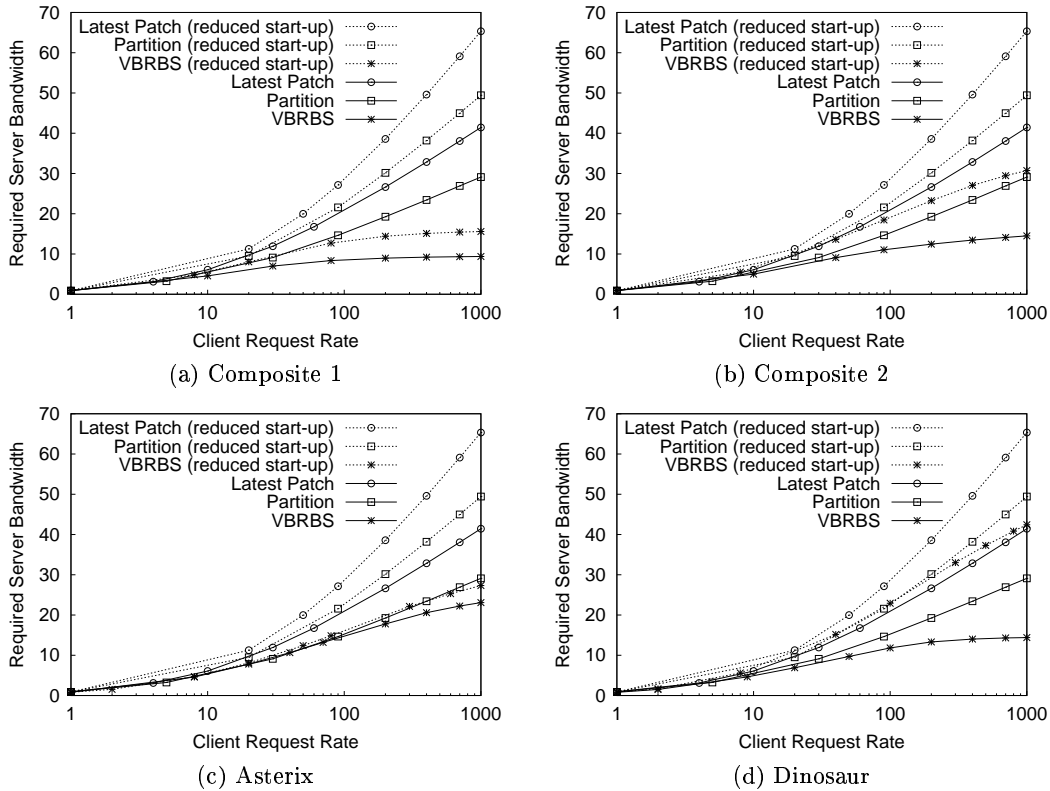 70
60
50
40
30
20
10
0
Required Server Bandwidth
Latest Patch (reduced start-up)
Partition (reduced start-up)
VBRBS (reduced start-up)
Latest Patch
Partition
VBRBS
1 10 100 1000
Client Request Rate
(a) Composite 1
70
60
50
40
30
20
10
0
Required Server Bandwidth
Latest Patch (reduced start-up)
Partition (reduced start-up)
VBRBS (reduced start-up)
Latest Patch
Partition
VBRBS
1 10 100 1000
Client Request Rate
(b) Composite 2
70
60
50
40
30
20
10
0
Required Server Bandwidth
Latest Patch (reduced start-up)
Partition (reduced start-up)
VBRBS (reduced start-up)
Latest Patch
Partition
VBRBS
1 10 100 1000
Client Request Rate
(c) Asterix
70
60
50
40
30
20
10
0
Required Server Bandwidth
Latest Patch (reduced start-up)
Partition (reduced start-up)
VBRBS (reduced start-up)
Latest Patch
Partition
VBRBS
1 10 100 1000
Client Request Rate
(d) Dinosaur